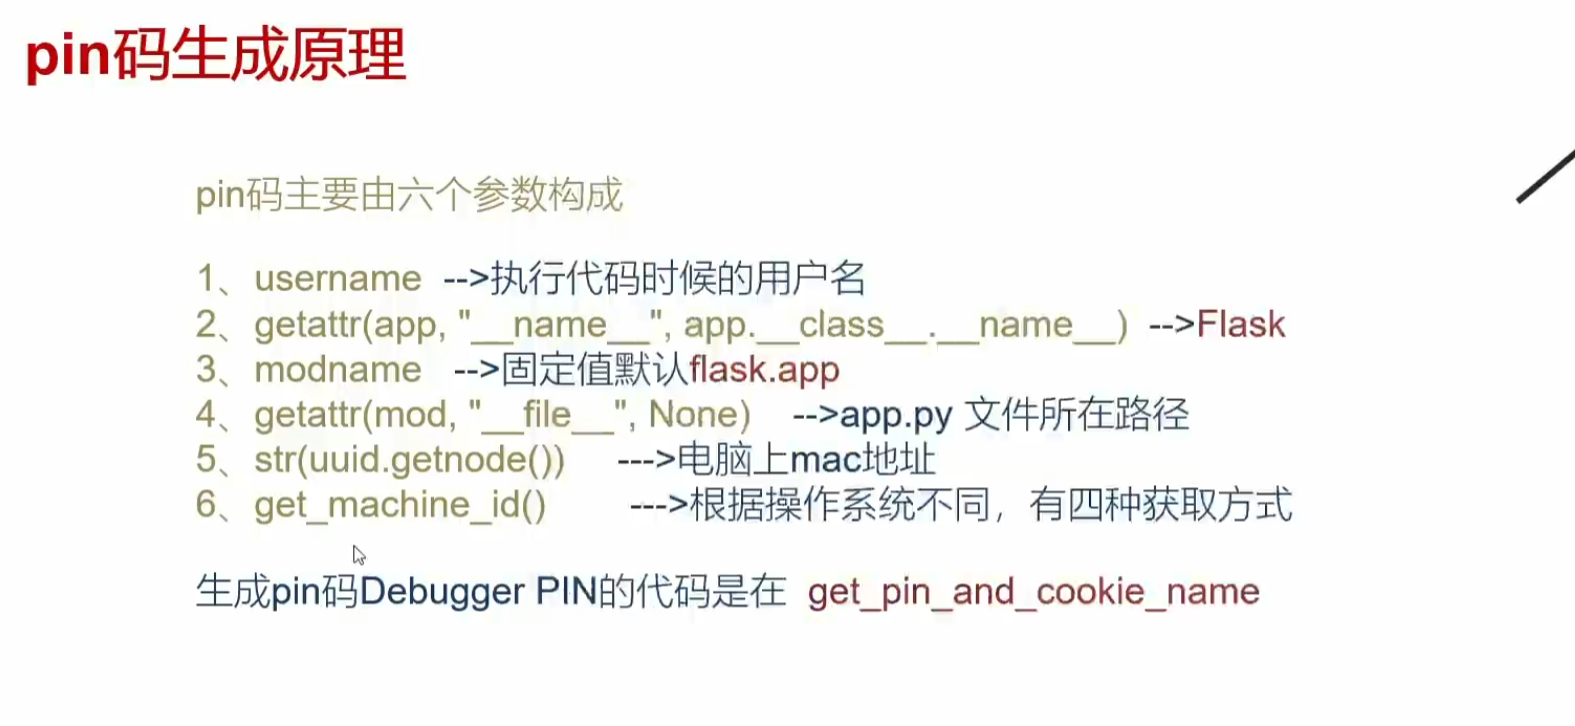 pin码生成原理
pin码主要由六个参数构成
1、username -->执行代码时候的用户名
2、getattr(app, "__name__", app.__class__.__name__) -->Flask
3、modname -->固定值默认flask.app
4、getattr(mod, "__file__", None) -->app.py 文件所在路径
5、str(uuid.getnode()) --->电脑上mac地址
6、get_machine_id() --->根据操作系统不同，有四种获取方式
生成pin码Debugger PIN的代码是在 get_pin_and_cookie_name